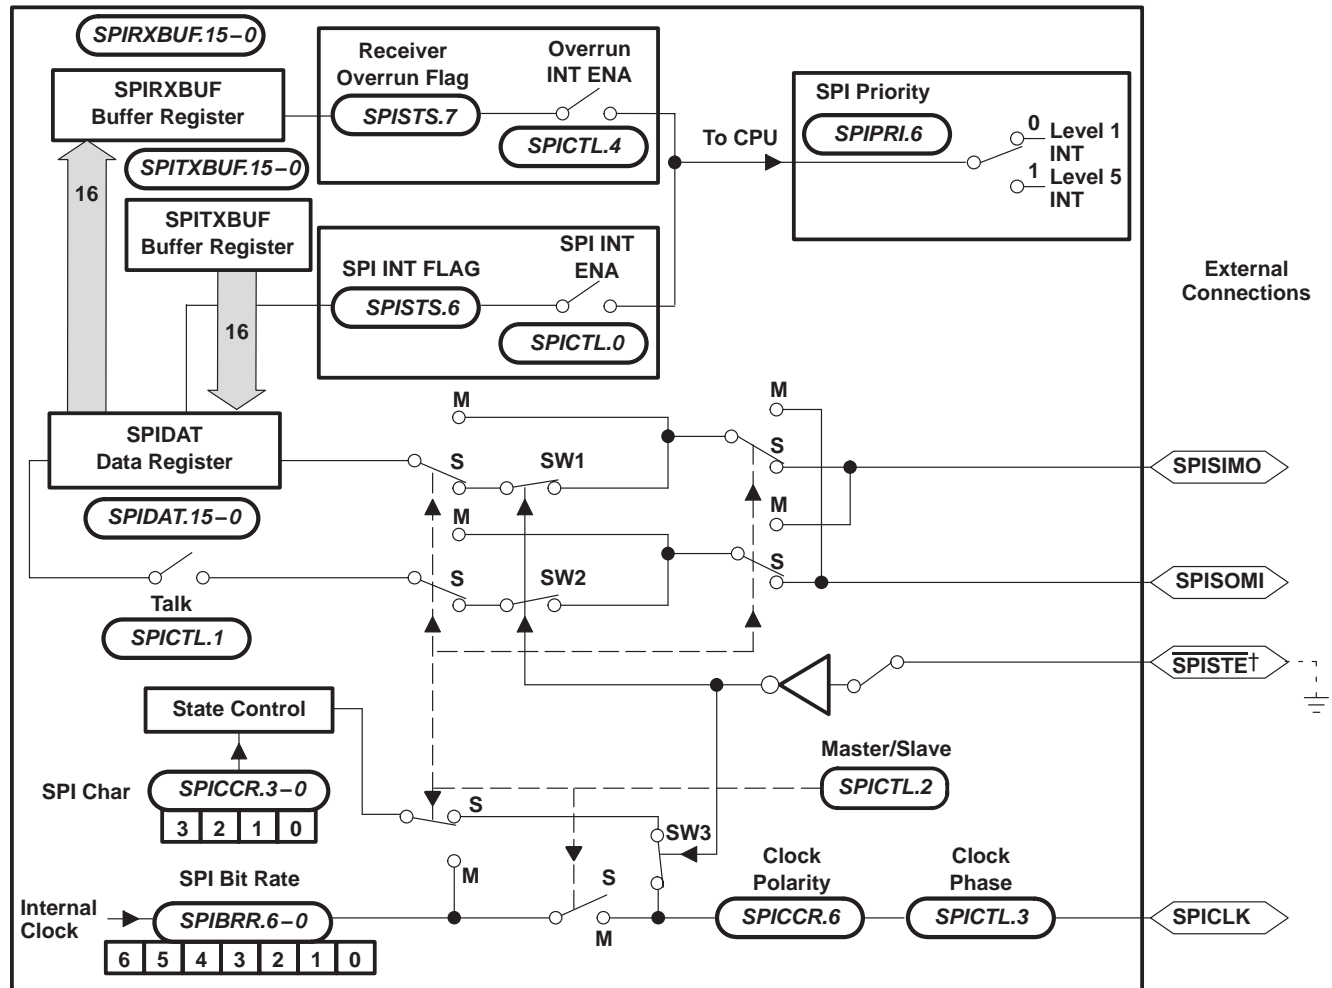 SPIRXBUF.15–0
SPIRXBUF
Buffer Register
Receiver
Overrun Flag
SPISTS.7
Overrun
INT ENA
SPICTL.4
To CPU
SPI Priority
SPIPRI.6
0
Level 1
INT
1
Level 5
INT
16
SPITXBUF.15–0
SPITXBUF
Buffer Register
16
SPI INT FLAG
SPISTS.6
SPI INT
ENA
SPICTL.0
External
Connections
SPIDAT
Data Register
SPIDAT.15–0
M
S
SW1
M
S
SPISIMO
M
S
SW2
M
S
SPISOMI
Talk
SPICTL.1
SPISTE†
State Control
Master/Slave
SPICTL.2
SPI Char
SPICCR.3–0
3 2 1 0
S
M
SW3
SPI Bit Rate
Internal
Clock
SPIBRR.6–0
6 5 4 3 2 1 0
S
M
Clock
Polarity
SPICCR.6
Clock
Phase
SPICTL.3
SPICLK